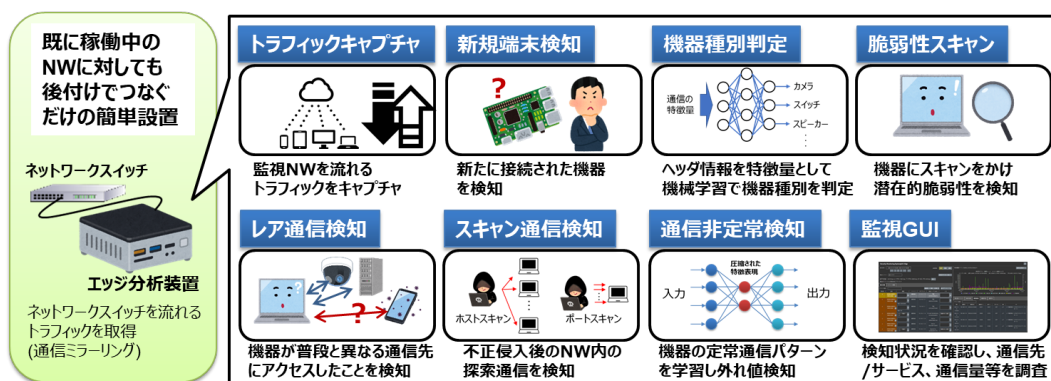 既に稼働中の
NWに対しても
後付けでつなぐ
だけの簡単設置
ネットワークスイッチ
エッジ分析装置
ネットワークスイッチを流れる
トラフィックを取得
(通信ミラーリング)
トラフィックキャプチャ
監視NWを流れる
トラフィックをキャプチャ
新規端末検知
?
新たに接続された機器
を検知
機器種別判定
通信の
特徴量
カメラ
スイッチ
スピーカー
ヘッダ情報を特徴量として
機械学習で機器種別を判定
脆弱性スキャン
機器にスキャンをかけ
潜在的脆弱性を検知
レア通信検知
?
機器が普段と異なる通信先
にアクセスしたことを検知
スキャン通信検知
ホストスキャン
ポートスキャン
不正侵入後のNW内の
探索通信を検知
通信非定常検知
圧縮された
特徴表現
入力
出力
機器の定常通信パターン
を学習し外れ値検知
監視GUI
検知状況を確認し、通信先
/サービス、通信量等を調査